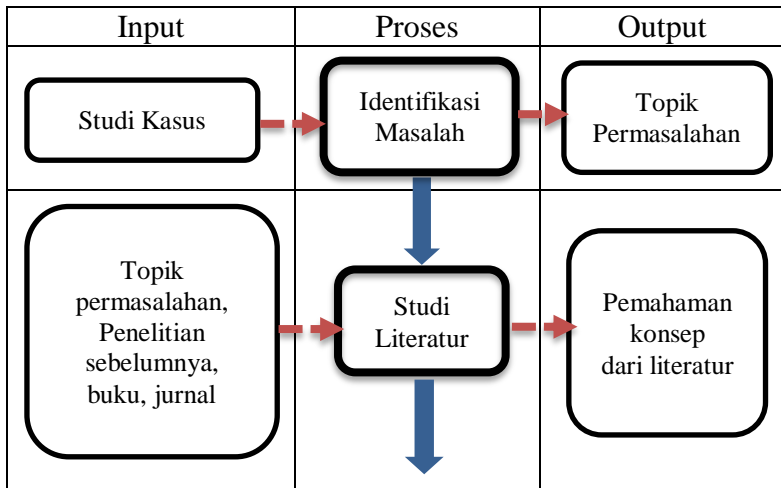 Input
Proses
Output
Studi Kasus
Identifikasi
Masalah
Topik
Permasalahan
Topik
permasalahan,
Penelitian
sebelumnya,
buku, jurnal
Studi
Literatur
Pemahaman
konsep
dari literatur